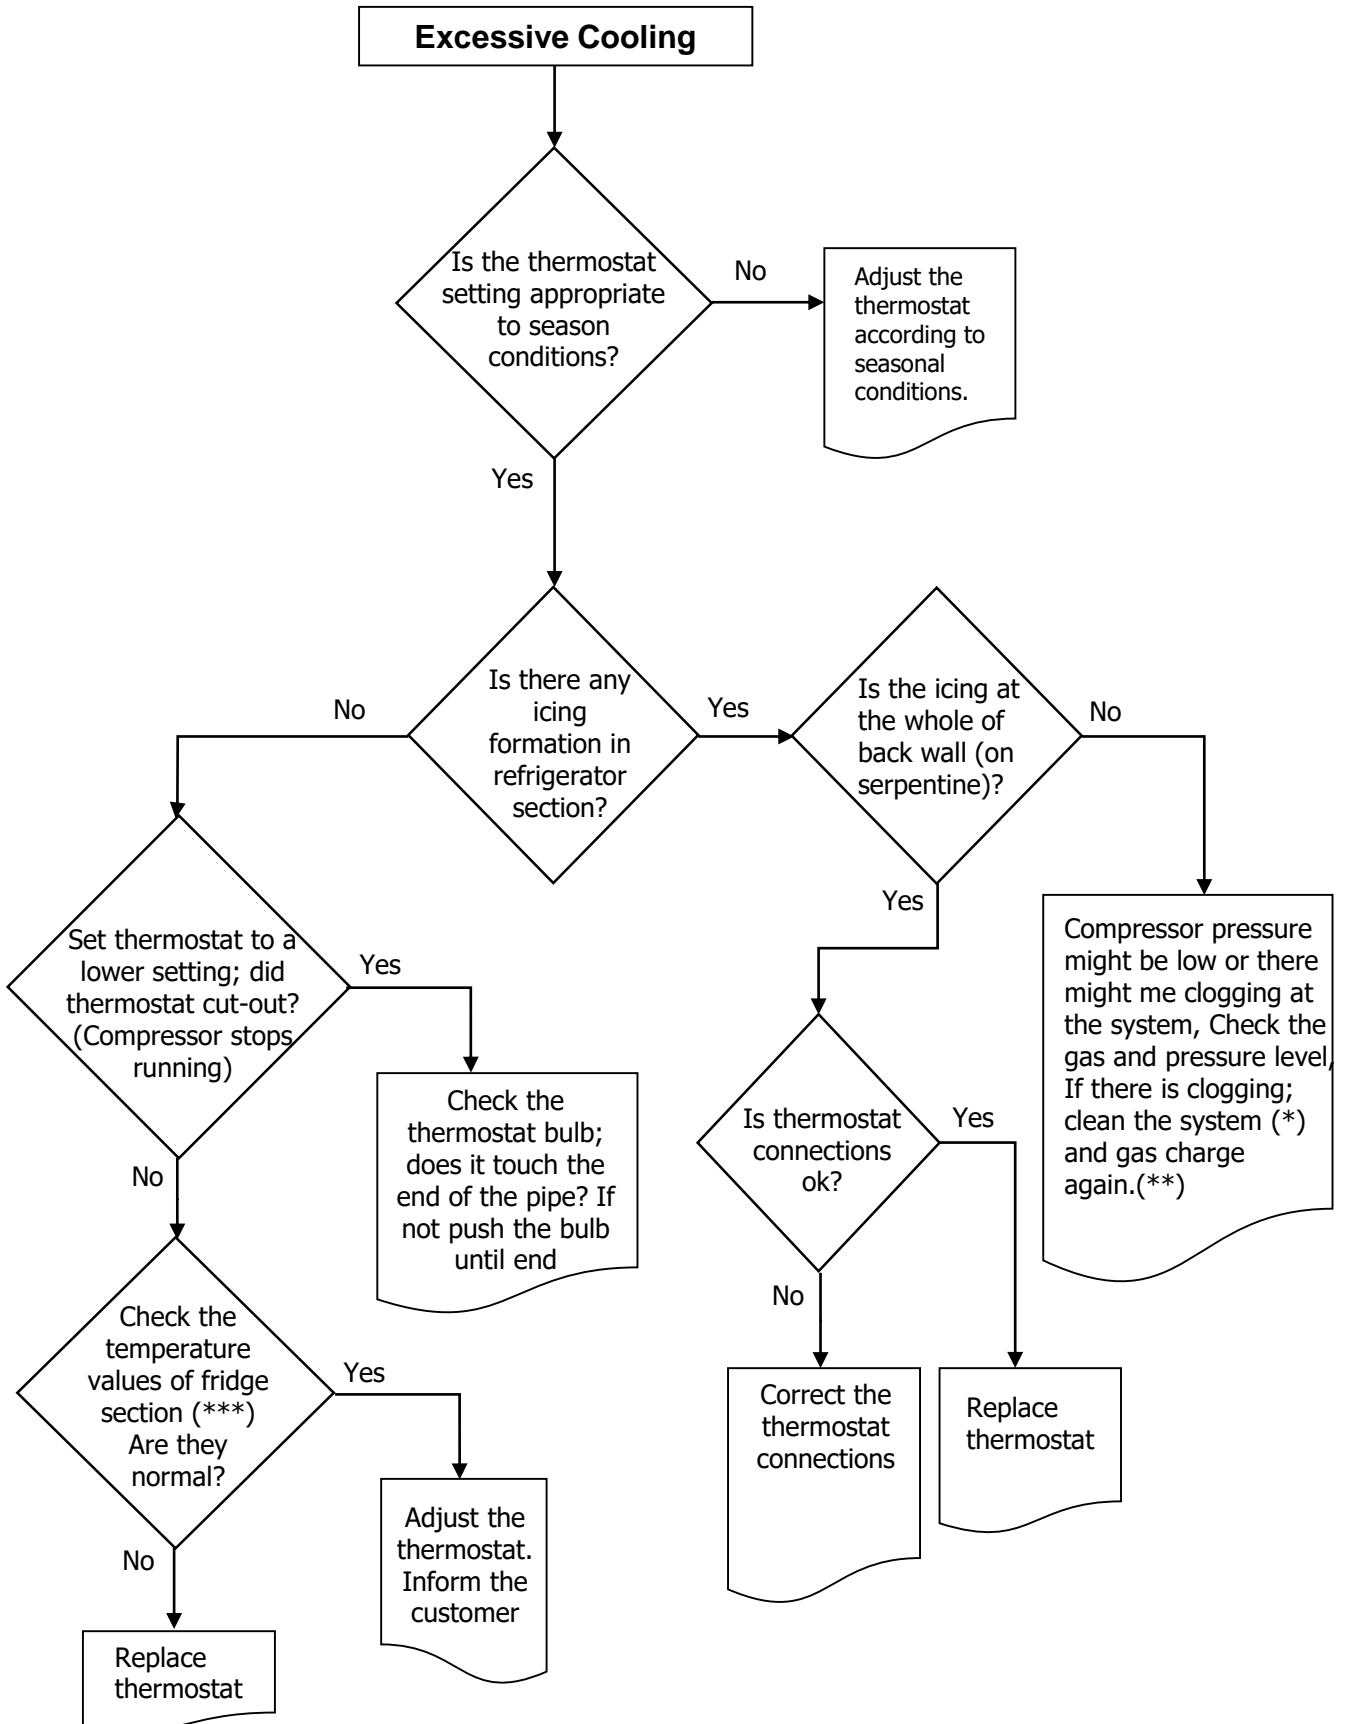 Excessive Cooling
Is the thermostat
setting appropriate
to season
conditions?
No
Adjust the
thermostat
according to
seasonal
conditions.
Yes
Is there any
icing
formation in
refrigerator
section?
No
Yes
Is the icing at
the whole of
back wall (on
serpentine)?
No
Yes
Set thermostat to a
lower setting; did
thermostat cut-out?
(Compressor stops
running)
Yes
Check the
thermostat bulb;
does it touch the
end of the pipe? If
not push the bulb
until end
No
Compressor pressure
might be low or there
might me clogging at
the system, Check the
gas and pressure level,
If there is clogging;
clean the system (*)
and gas charge
again.(**)
Is thermostat
connections
ok?
Yes
No
Check the
temperature
values of fridge
section (***)
Are they
normal?
Yes
No
Correct the
thermostat
connections
Replace
thermostat
Adjust the
thermostat.
Inform the
customer
Replace
thermostat